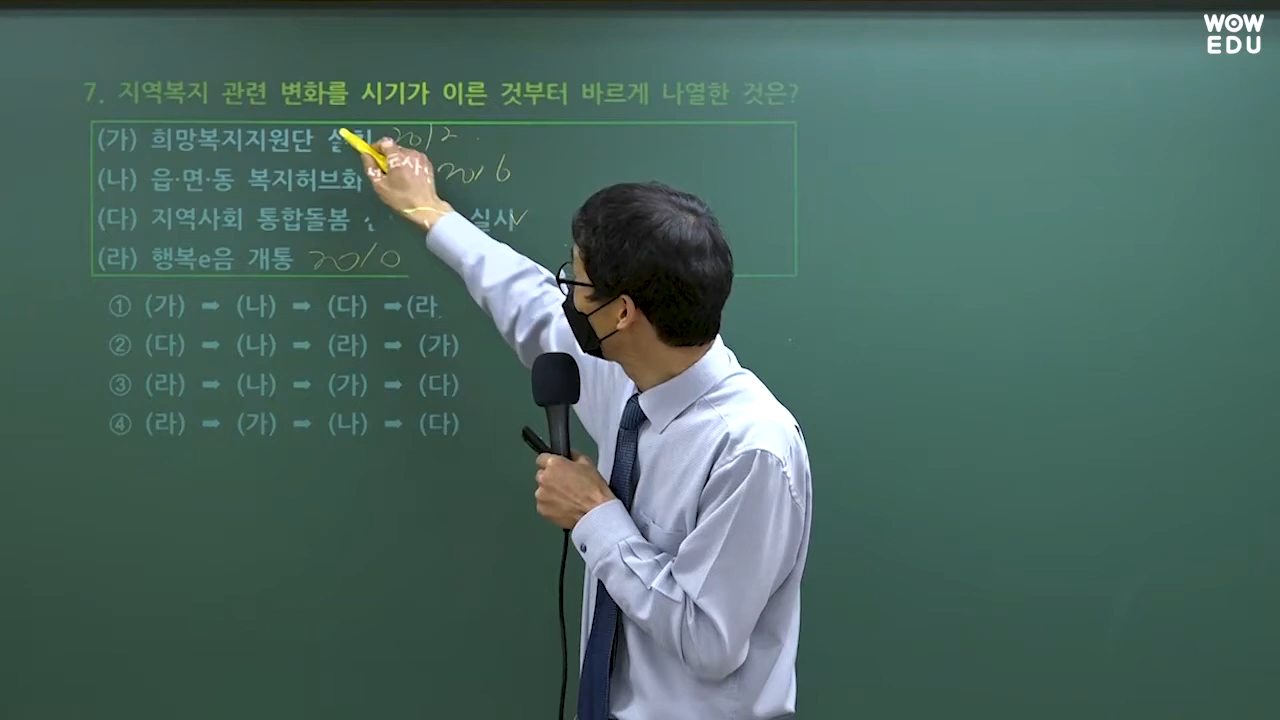 WOW
EDU
7. 지역복지 관련 변화를 시기가 이른 것부터 바르게 나열한 것은?
(가) 희망복지지원단 2012.
(나) 읍·면·동 복지허브화 2016
(다) 지역사회 통합돌봄 실시
(라) 행복e음 개통 2010
① (가) ➡ (나) ➡ (다) ➡(라
② (다) ➡ (나) ➡ (라) ➡ (가)
③ (라) ➡ (나) ➡ (가) ➡ (다)
④ (라) ➡ (가) ➡ (나) ➡ (다)